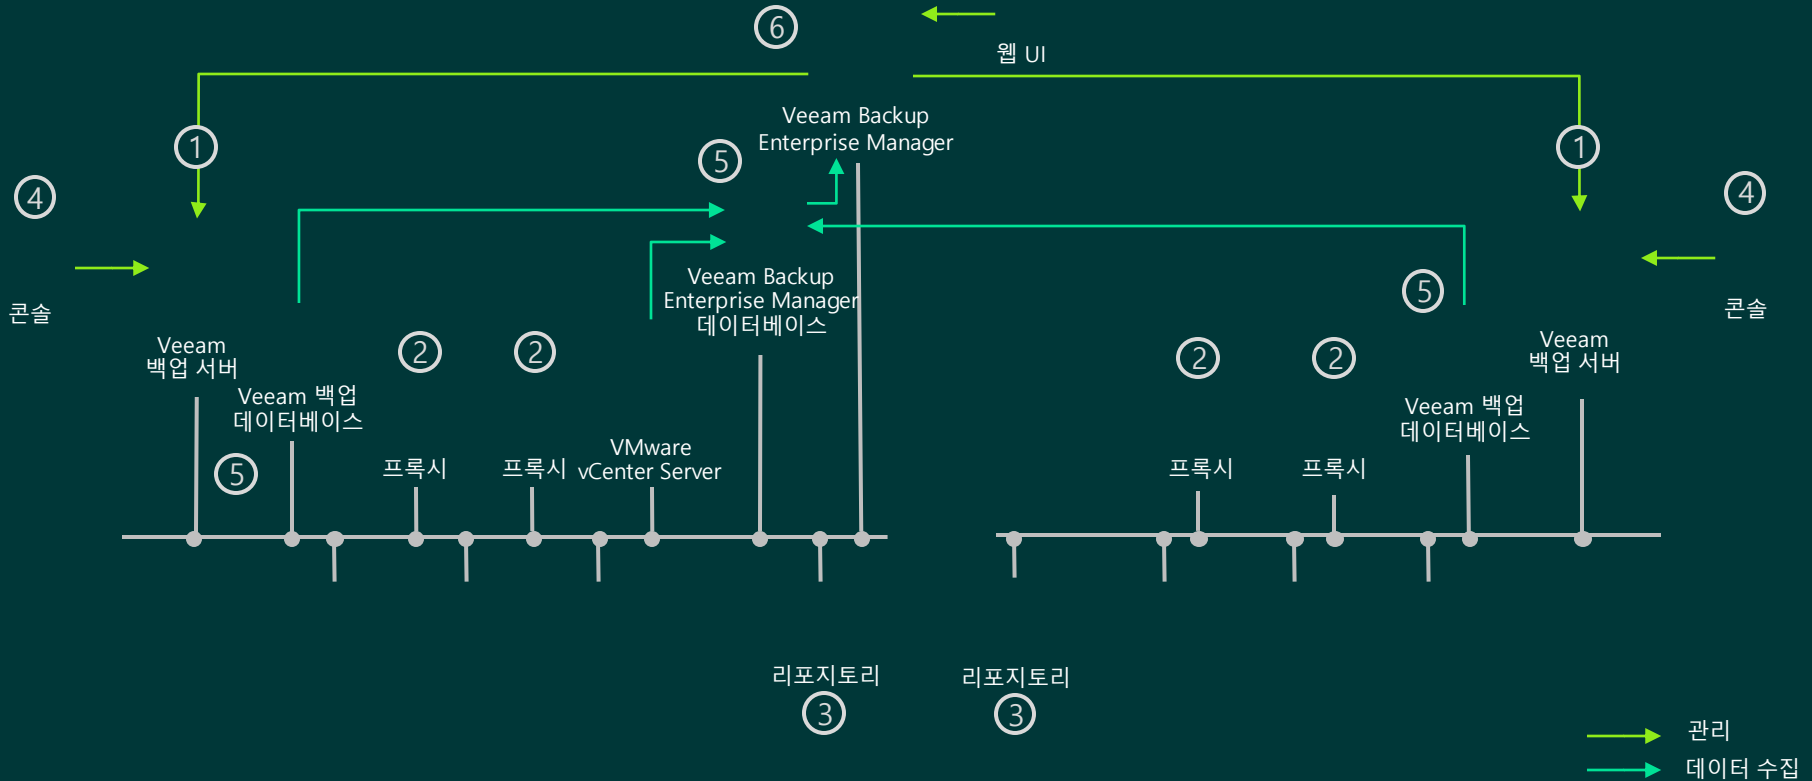 6
웹 UI
Veeam Backup
Enterprise Manager
1
5
1
4
4
Veeam Backup
Enterprise Manager
데이터베이스
5
콘솔
콘솔
Veeam
백업 서버
2
2
2
2
Veeam
백업 서버
Veeam 백업
데이터베이스
Veeam 백업
데이터베이스
5
프록시
프록시
VMware
vCenter Server
프록시
프록시
리포지토리
3
리포지토리
3
관리
데이터 수집